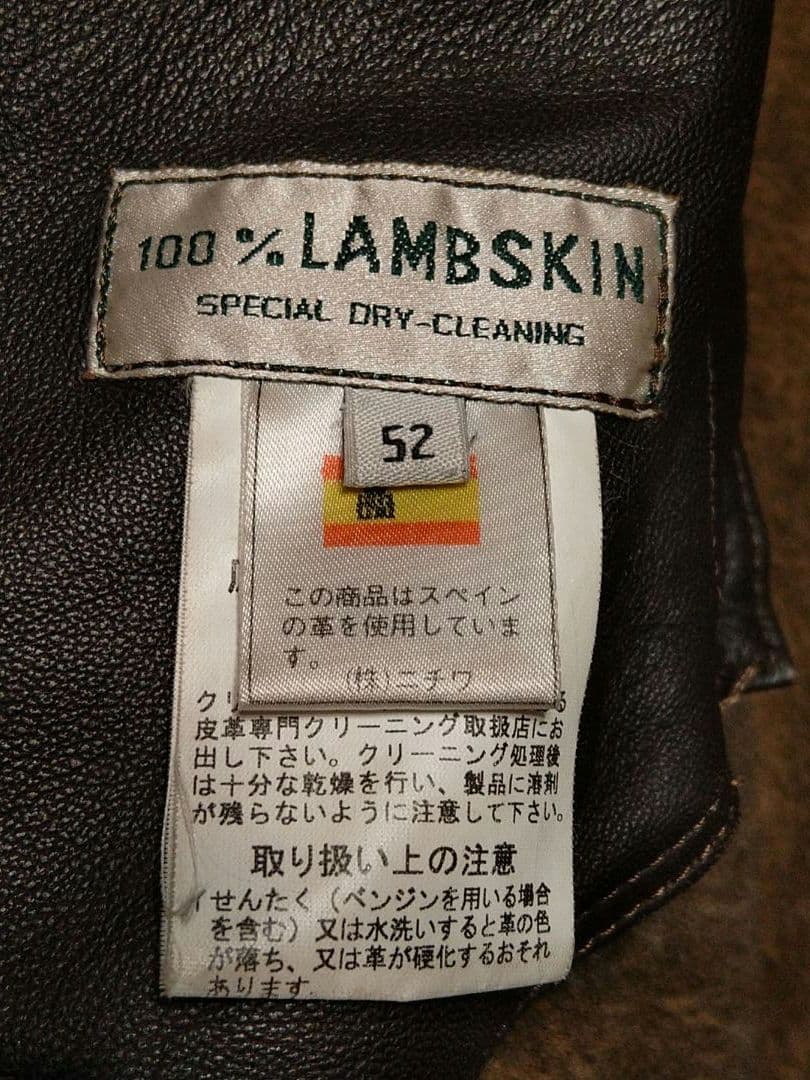 100% LAMBSKIN
SPECIAL DRY-CLEANING
52
この商品はスペイン
の革を使用していま
す。
(株)ニチワ
クリ
皮革専門クリーニング取扱店にお
出し下さい。クリーニング処理後
は十分な乾燥を行い、製品に溶剤
が残らないように注意して下さい。
取り扱い上の注意
イせんたく(ベンジンを用いる場合
を含む)又は水洗いすると革の色
が落ち、又は革が硬化するおそれ
あります